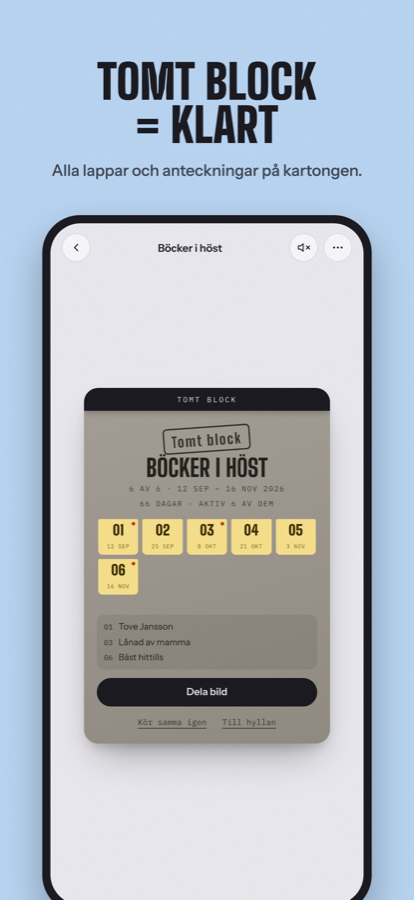 TOMT BLOCK
= KLART
Alla lappar och anteckningar på kartongen.
Böcker i höst
TOMT BLOCK
Tomt block
BÖCKER I HÖST
6 AV 6 · 12 SEP – 16 NOV 2026
66 DAGAR · AKTIV 6 AV DEM
01 02 03 04 05
12 SEP 25 SEP 8 OKT 21 OKT 3 NOV
06
16 NOV
01 Tove Jansson
03 Lånad av mamma
06 Bäst hittills
Dela bild
Kör samma igen Till hyllan